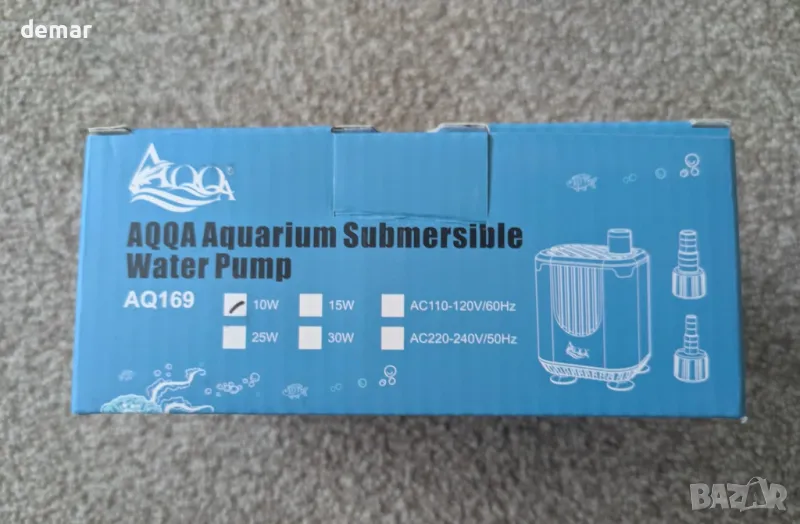 demar
AQQA
AQQA Aquarium Submersible
Water Pump
AQ169
10W 15W AC110-120V/60Hz
25W 30W AC220-240V/50Hz
AQQA
BAZAR